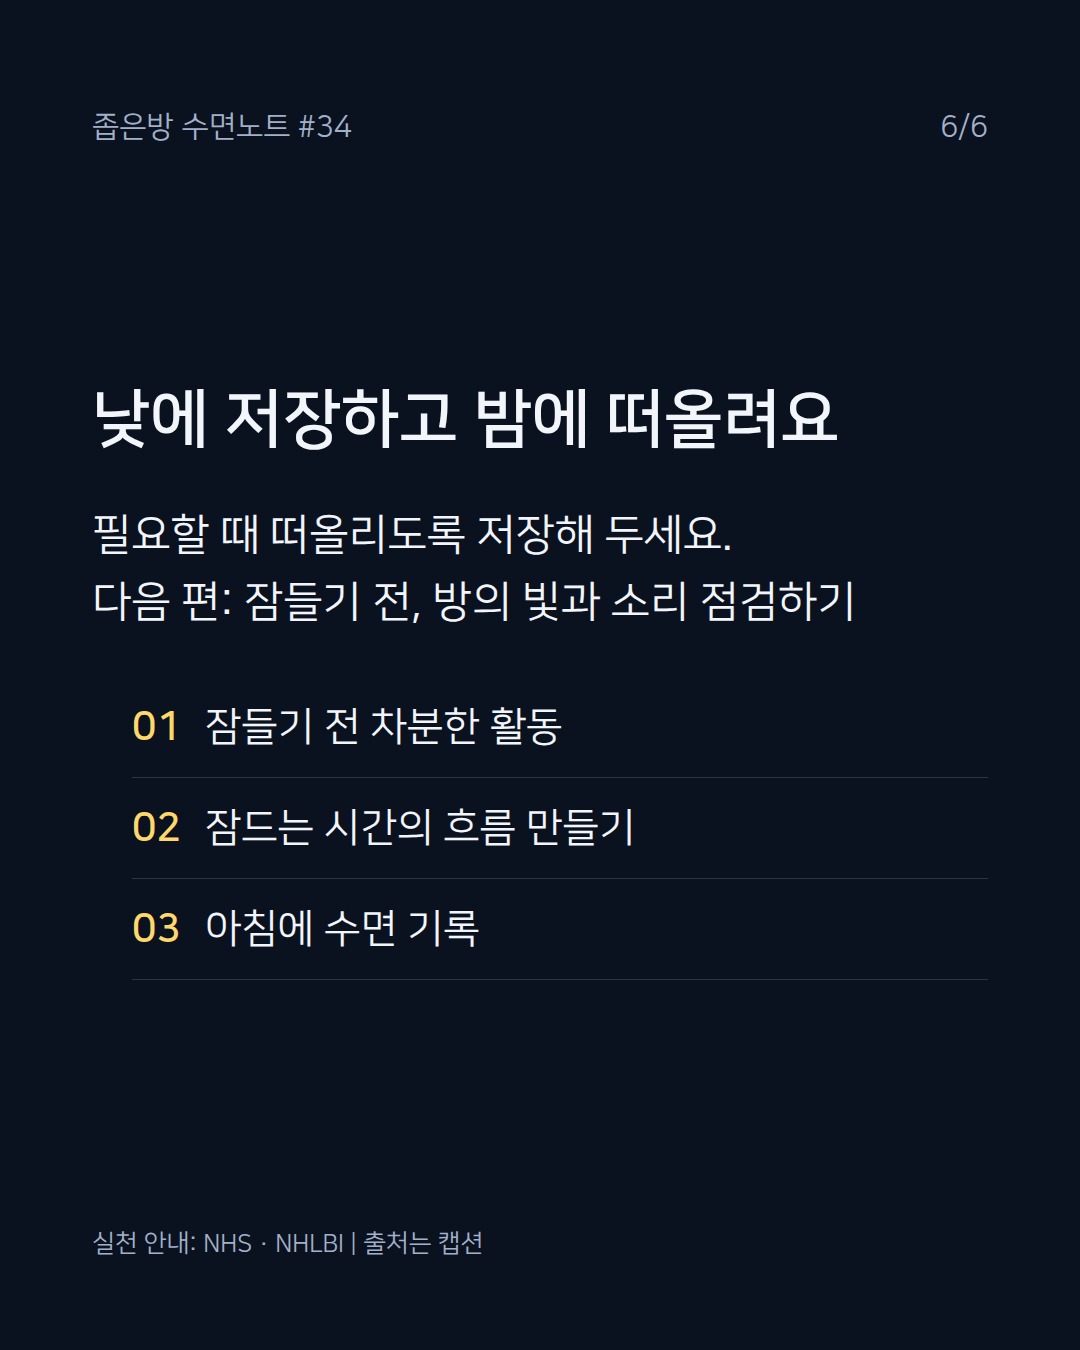 좁은방 수면노트 #34
6/6
낮에 저장하고 밤에 떠올려요
필요할 때 떠올리도록 저장해 두세요.
다음 편: 잠들기 전, 방의 빛과 소리 점검하기
01 잠들기 전 차분한 활동
02 잠드는 시간의 흐름 만들기
03 아침에 수면 기록
실천 안내: NHS · NHLBI | 출처는 캡션